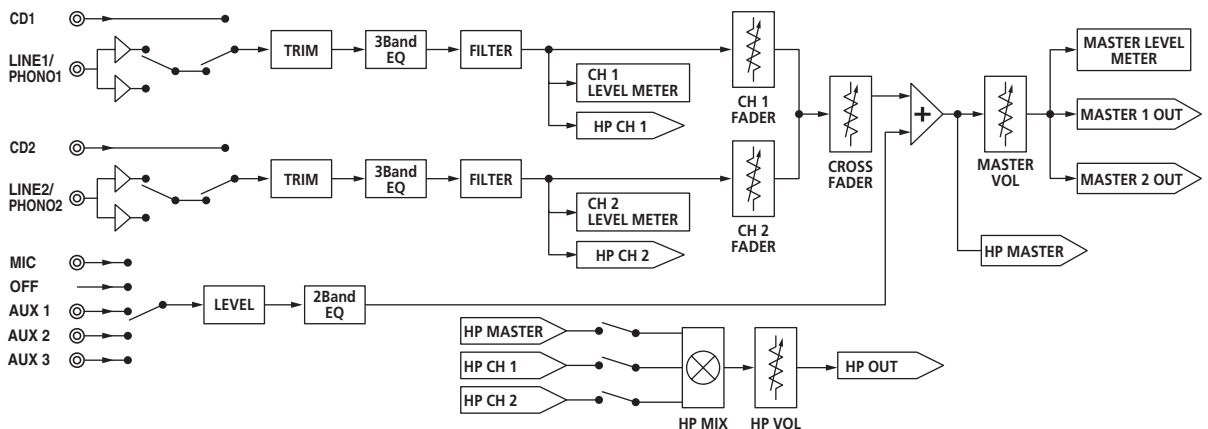 CD1
LINE1/
PHONO1
TRIM
3Band
EQ
FILTER
CH 1
LEVEL METER
HP CH 1
CH 1
FADER
CROSS
FADER
+
MASTER
VOL
MASTER LEVEL
METER
MASTER 1 OUT
MASTER 2 OUT
HP MASTER
CD2
LINE2/
PHONO2
TRIM
3Band
EQ
FILTER
CH 2
LEVEL METER
HP CH 2
CH 2
FADER
MIC
OFF
AUX 1
AUX 2
AUX 3
LEVEL
2Band
EQ
HP MASTER
HP CH 1
HP CH 2
HP MIX
HP VOL
HP OUT